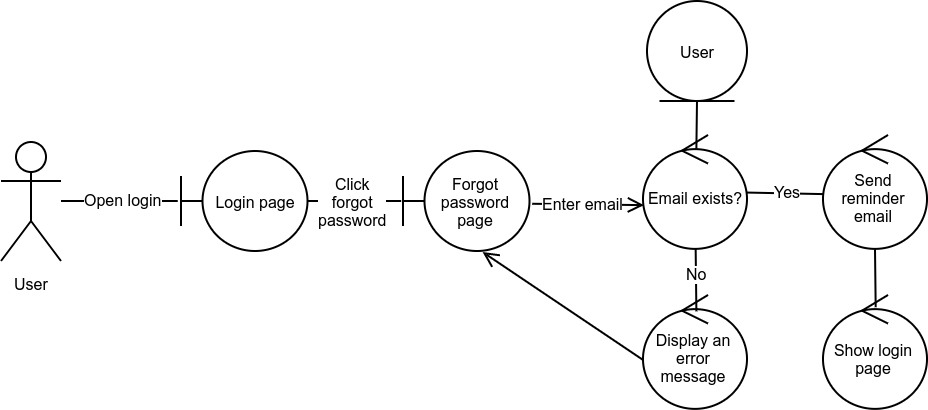 User
Open login
Login page
Click
forgot
password
Forgot
password
page
Enter email
User
Email exists?
Yes
Send
reminder
email
No
Display an
error
message
Show login
page